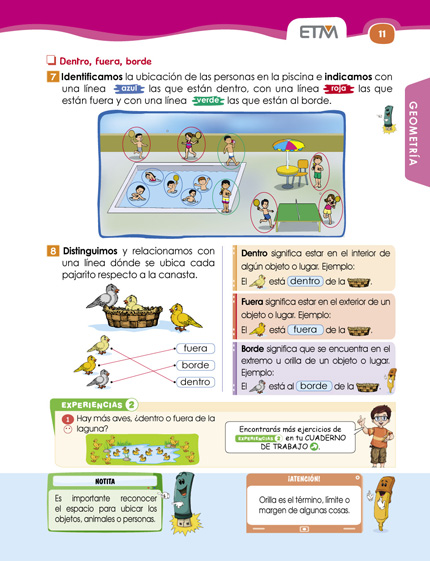 ETM
11
Dentro, fuera, borde
7 Identificamos la ubicación de las personas en la piscina e indicamos con
una línea azul las que están dentro, con una línea roja las que
están fuera y con una línea verde las que están al borde.
GEOMETRÍA
8 Distinguimos y relacionamos con
una línea dónde se ubica cada
pajarito respecto a la canasta.
fuera
borde
dentro
Dentro significa estar en el interior de
algún objeto o lugar. Ejemplo:
El está dentro de la .
Fuera significa estar en el exterior de un
objeto o lugar. Ejemplo:
El está fuera de la .
Borde significa que se encuentra en el
extremo u orilla de un objeto o lugar.
Ejemplo:
El está al borde de la .
EXPERIENCIAS 2
1 Hay más aves, ¿dentro o fuera de la
laguna?
Encontrarás más ejercicios de
EXPERIENCIAS 2 en tu CUADERNO
DE TRABAJO
NOTITA
Es importante reconocer
el espacio para ubicar los
objetos, animales o personas.
¡ATENCIÓN!
Orilla es el término, límite o
margen de algunas cosas.